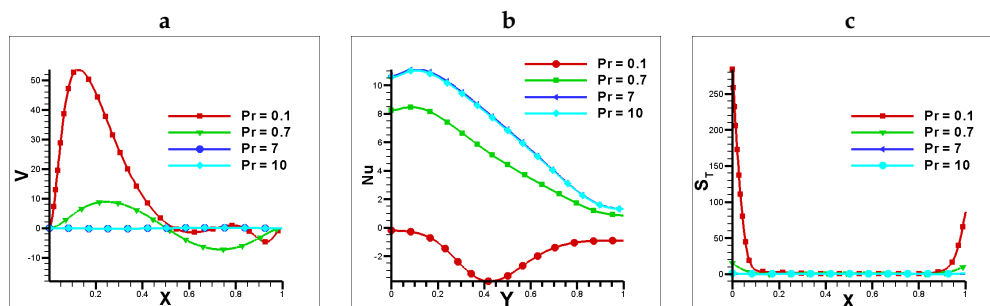 a
50
40
30
20
10
0
-10
V
0.2
0.4
0.6
0.8
1
X
Pr = 0.1
Pr = 0.7
Pr = 7
Pr = 10
b
10
8
6
4
2
0
-2
Nu
0
0.2
0.4
0.6
0.8
1
Y
Pr = 0.1
Pr = 0.7
Pr = 7
Pr = 10
c
250
200
150
100
50
0
S_T
0
0.2
0.4
0.6
0.8
1
X
Pr = 0.1
Pr = 0.7
Pr = 7
Pr = 10